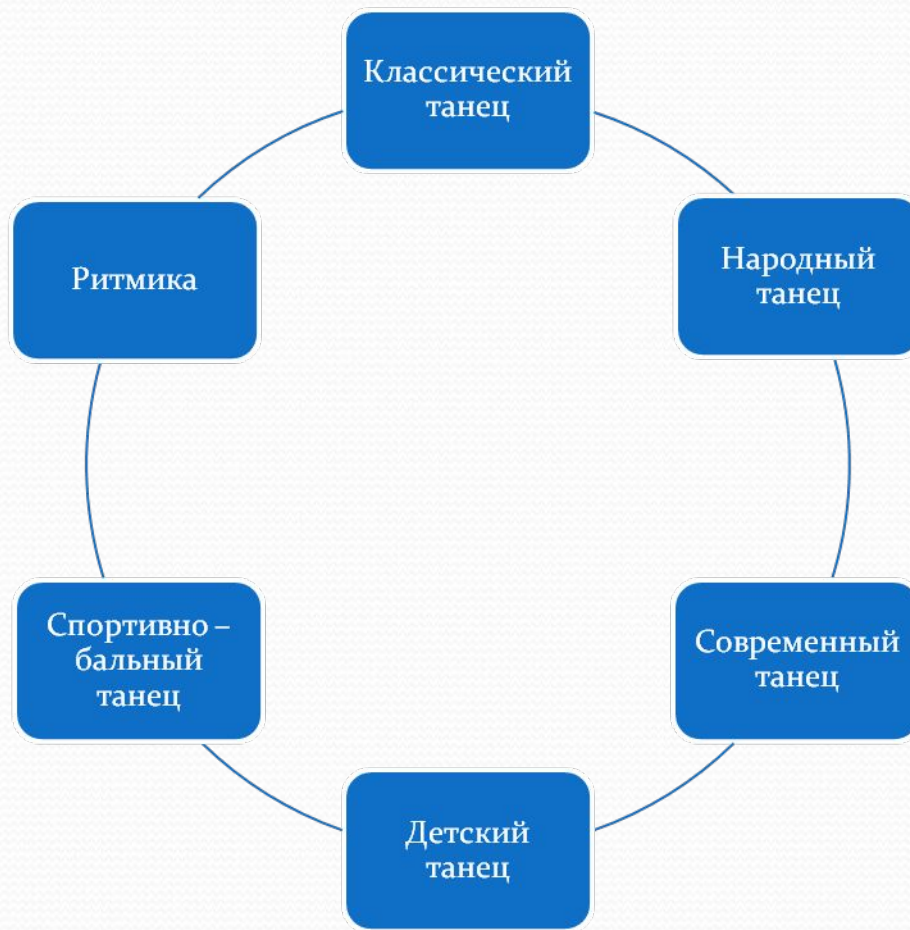 Классический
танец
Народный
танец
Современный
танец
Детский
танец
Спортивно –
бальный
танец
Ритмика